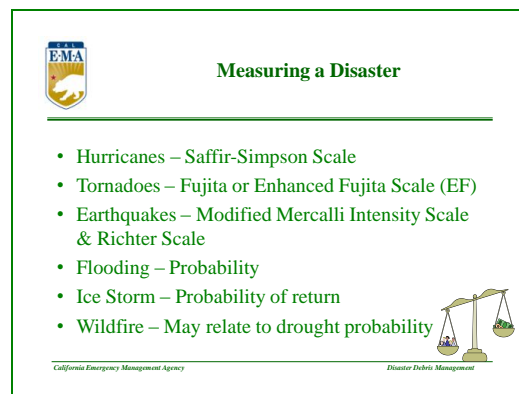 CAL
E·M·A
Measuring a Disaster
• Hurricanes – Saffir-Simpson Scale
• Tornadoes – Fujita or Enhanced Fujita Scale (EF)
• Earthquakes – Modified Mercalli Intensity Scale
& Richter Scale
• Flooding – Probability
• Ice Storm – Probability of return
• Wildfire – May relate to drought probability
California Emergency Management Agency
Disaster Debris Management